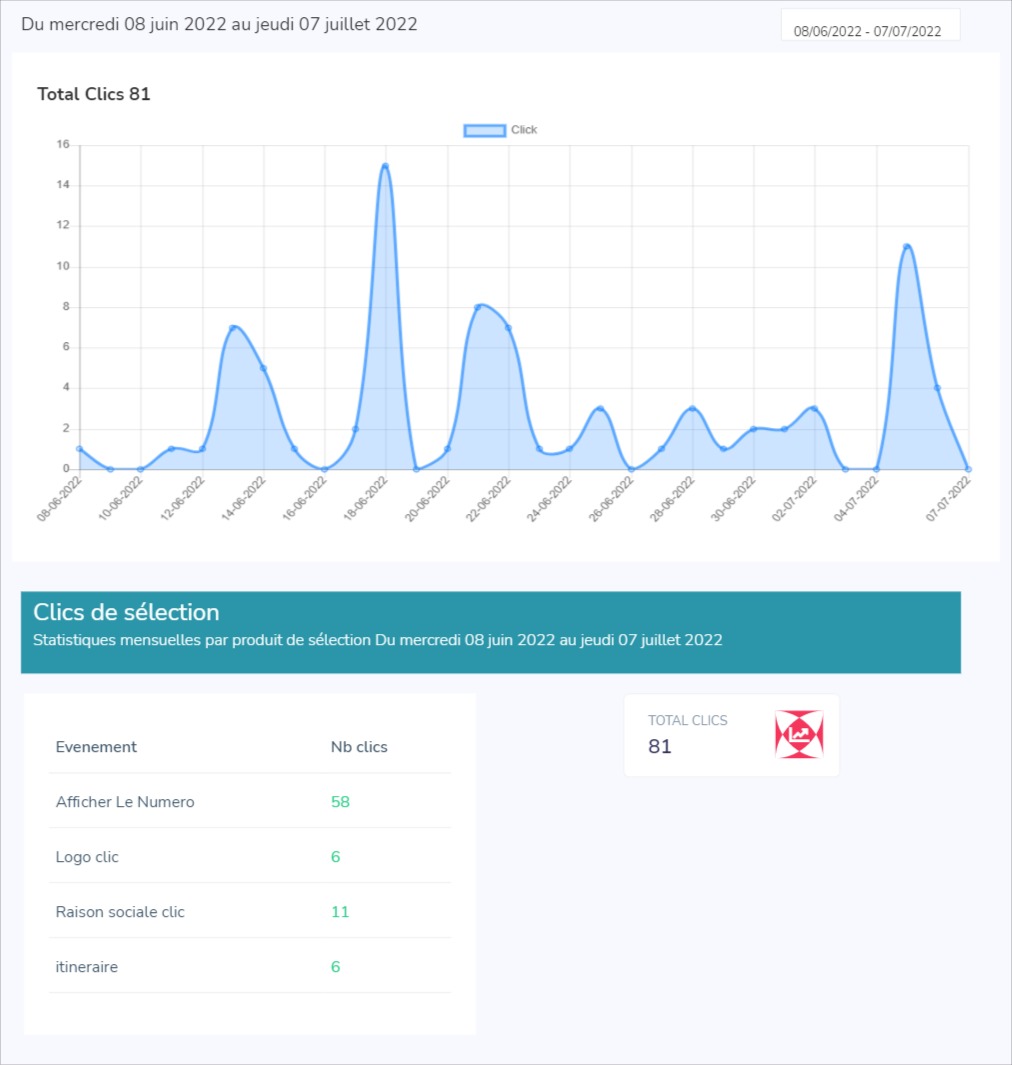 Du mercredi 08 juin 2022 au jeudi 07 juillet 2022
08/06/2022 - 07/07/2022
Total Clics 81
Click
16
14
12
10
8
6
4
2
0
08-06-2022
10-06-2022
12-06-2022
14-06-2022
16-06-2022
18-06-2022
20-06-2022
22-06-2022
24-06-2022
26-06-2022
28-06-2022
30-06-2022
02-07-2022
04-07-2022
07-07-2022
Clics de sélection
Statistiques mensuelles par produit de sélection Du mercredi 08 juin 2022 au jeudi 07 juillet 2022
Evenement Nb clics
Afficher Le Numero 58
Logo clic 6
Raison sociale clic 11
itineraire 6
TOTAL CLICS
81